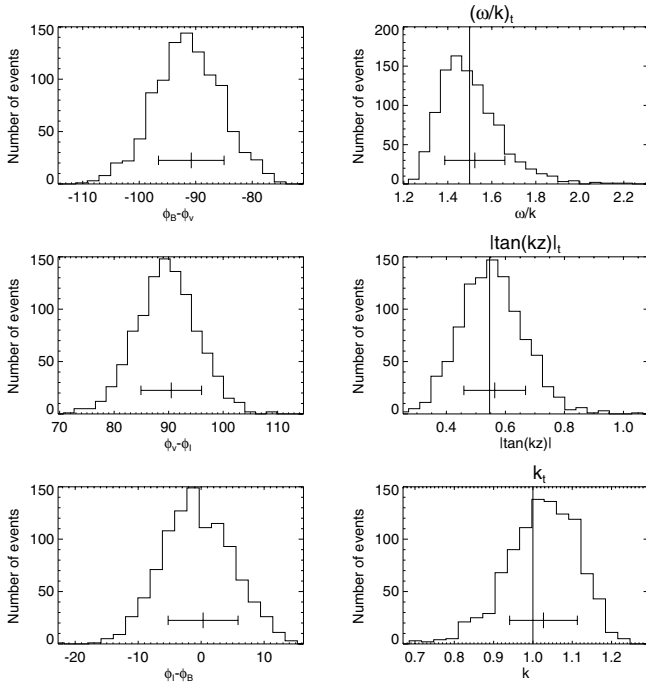 (ω/k)t
150
100
50
0
Number of events
-110 -100 -90 -80
ϕB-ϕv
200
150
100
50
0
Number of events
1.2 1.4 1.6 1.8 2.0 2.2
ω/k
|tan(kz)|t
150
100
50
0
Number of events
70 80 90 100 110
ϕv-ϕI
150
100
50
0
Number of events
0.4 0.6 0.8 1.0
|tan(kz)|
kt
150
100
50
0
Number of events
-20 -10 0 10
ϕI-ϕB
150
100
50
0
Number of events
0.7 0.8 0.9 1.0 1.1 1.2
k